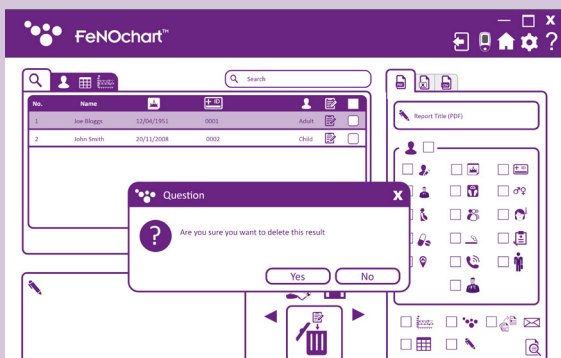 FeNOchart™
Search
No. Name + ID
1 Joe Bloggs 12/04/1951 0001 Adult
2 John Smith 20/11/2008 0002 Child
Report Title (PDF)
Question X
? Are you sure you want to delete this result
Yes No